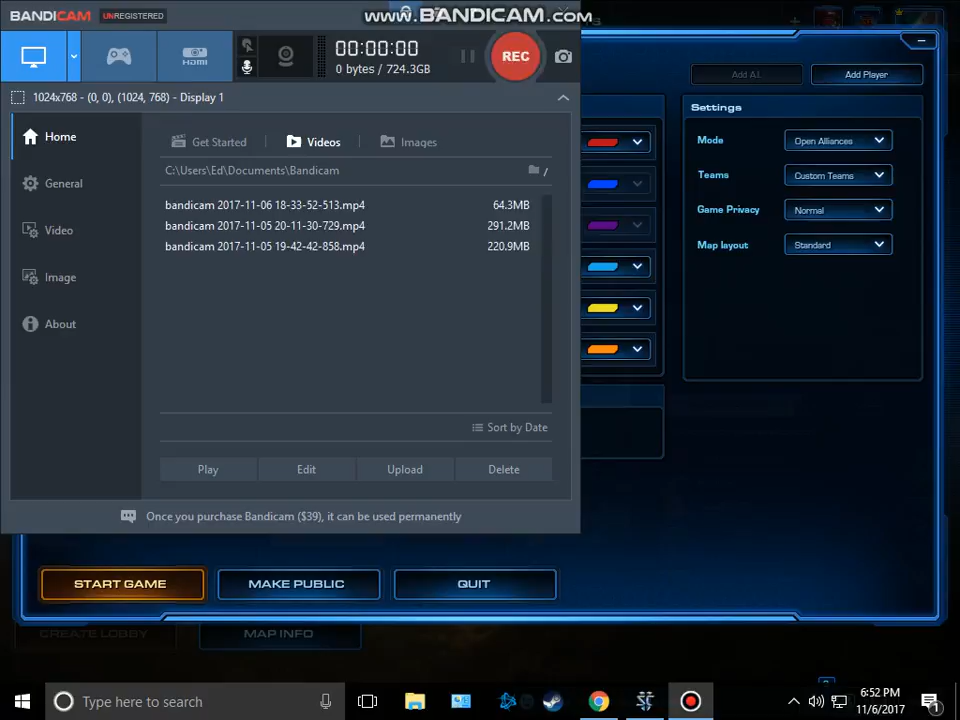 BANDICAM UNREGISTERED
WWW.BANDICAM.COM
HDMI
00:00:00
0 bytes / 724.3GB
REC
1024x768 - (0, 0), (1024, 768) - Display 1
Home
General
Video
Image
About
Get Started
Videos
Images
C:\Users\Ed\Documents\Bandicam
/
bandicam 2017-11-06 18-33-52-513.mp4 64.3MB
bandicam 2017-11-05 20-11-30-729.mp4 291.2MB
bandicam 2017-11-05 19-42-42-858.mp4 220.9MB
Sort by Date
Play
Edit
Upload
Delete
Once you purchase Bandicam ($39), it can be used permanently
Add AI
Add Player
Settings
Mode Open Alliances
Teams Custom Teams
Game Privacy Normal
Map layout Standard
START GAME
MAKE PUBLIC
QUIT
CREATE LOBBY
MAP INFO
Type here to search
6:52 PM
11/6/2017
1